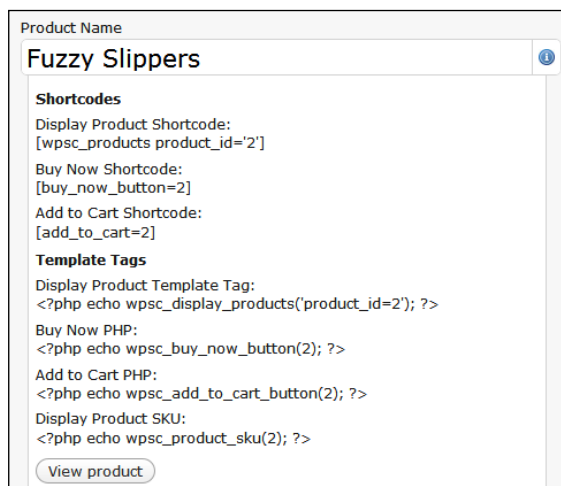 Product Name
Fuzzy Slippers
Shortcodes
Display Product Shortcode:
[wpsc_products product_id='2']
Buy Now Shortcode:
[buy_now_button=2]
Add to Cart Shortcode:
[add_to_cart=2]
Template Tags
Display Product Template Tag:
<?php echo wpsc_display_products('product_id=2'); ?>
Buy Now PHP:
<?php echo wpsc_buy_now_button(2); ?>
Add to Cart PHP:
<?php echo wpsc_add_to_cart_button(2); ?>
Display Product SKU:
<?php echo wpsc_product_sku(2); ?>
View product